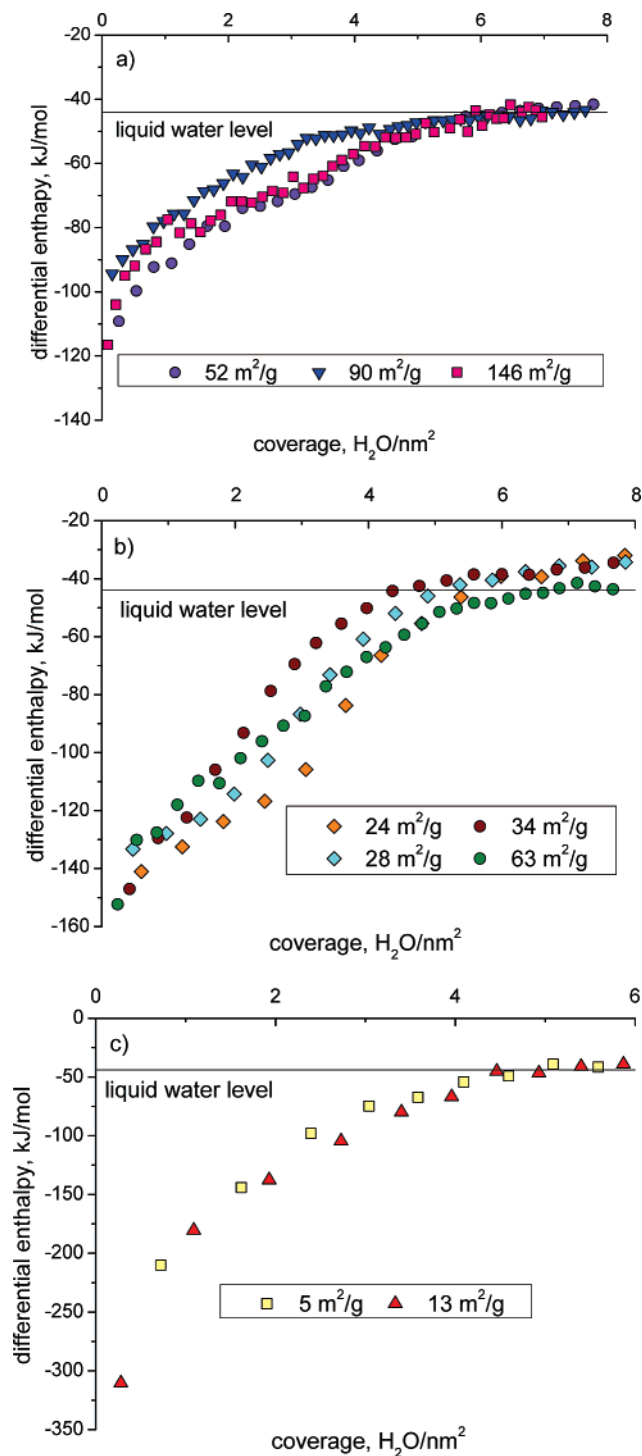 0 2 4 6 8
-20
-40
-60
-80
-100
-120
-140
differential enthapy, kJ/mol
a)
liquid water level
52 m²/g 90 m²/g 146 m²/g
coverage, H₂O/nm²
0 2 4 6 8
-20
-40
-60
-80
-100
-120
-140
-160
differential enthalpy, kJ/mol
b)
liquid water level
24 m²/g 34 m²/g
28 m²/g 63 m²/g
coverage, H₂O/nm²
0 2 4 6
0
-50
-100
-150
-200
-250
-300
-350
differential enthalpy, kJ/mol
c)
liquid water level
5 m²/g 13 m²/g
coverage, H₂O/nm²